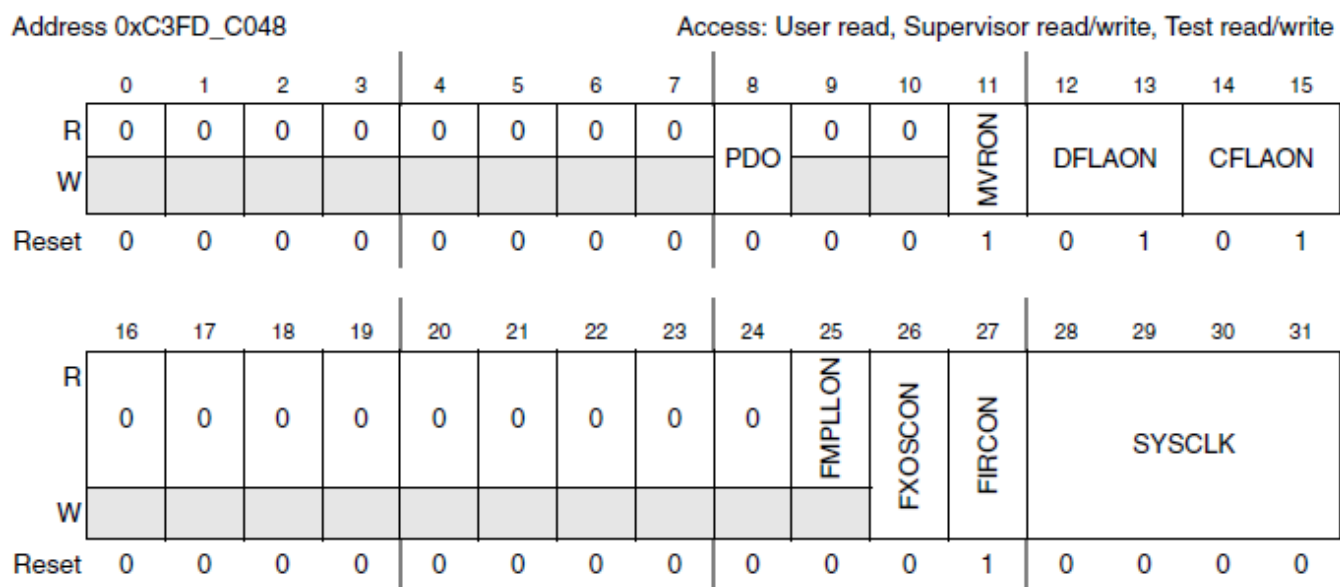 Address 0xC3FD_C048 Access: User read, Supervisor read/write, Test read/write
0 1 2 3 4 5 6 7 8 9 10 11 12 13 14 15
R 0 0 0 0 0 0 0 0 PDO 0 0 MVRON DFLAON CFLAON
W
Reset 0 0 0 0 0 0 0 0 0 0 0 1 0 1 0 1
16 17 18 19 20 21 22 23 24 25 26 27 28 29 30 31
R 0 0 0 0 0 0 0 0 0 FMPLLON FXOSCON FIRCON SYSCLK
W
Reset 0 0 0 0 0 0 0 0 0 0 0 1 0 0 0 0